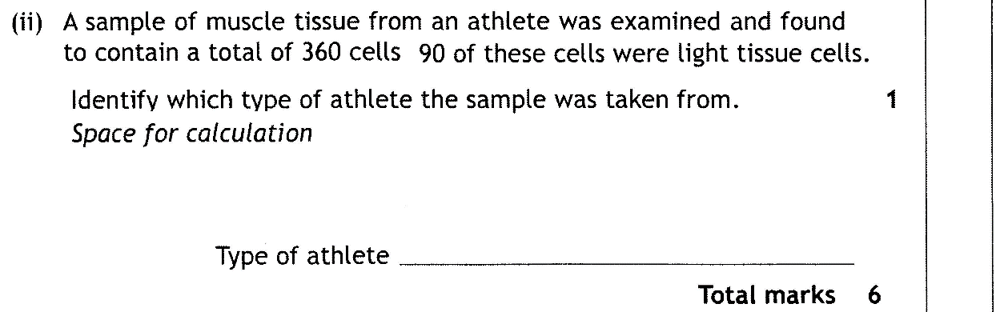 (ii) A sample of muscle tissue from an athlete was examined and found
to contain a total of 360 cells 90 of these cells were light tissue cells.
Identify which type of athlete the sample was taken from. 1
Space for calculation
Type of athlete
Total marks 6